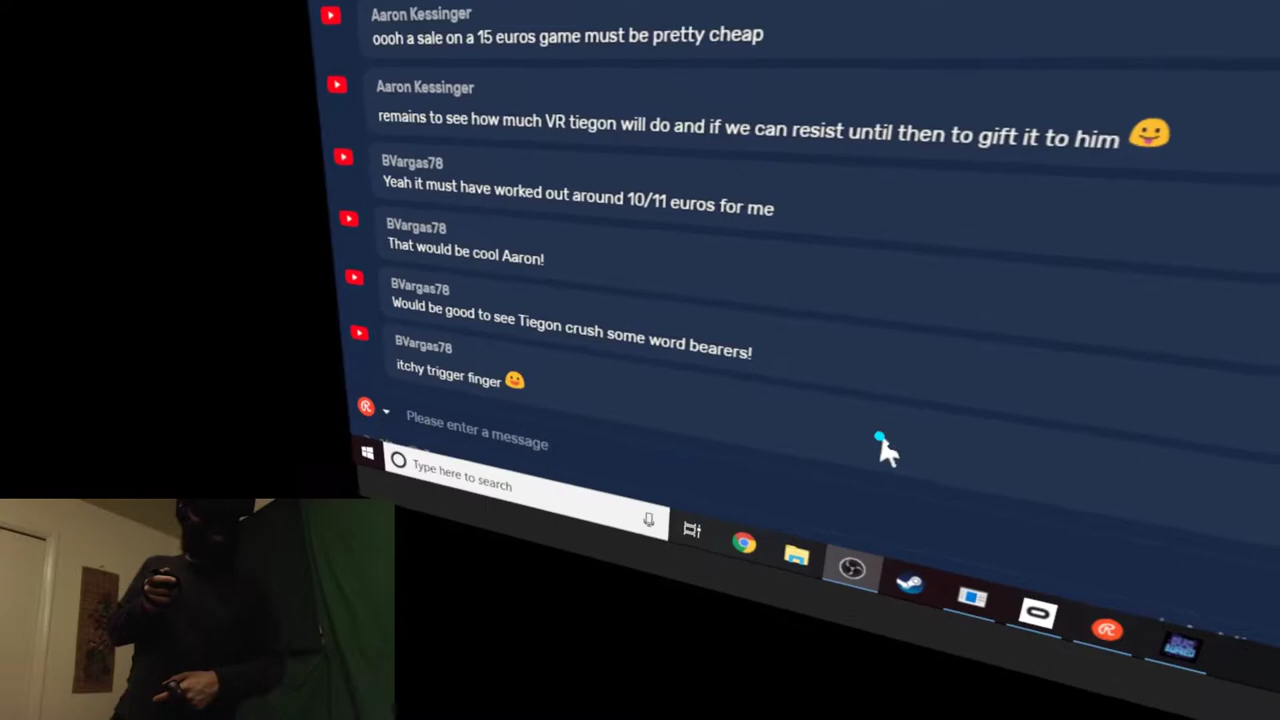 Aaron Kessinger
oooh a sale on a 15 euros game must be pretty cheap
Aaron Kessinger
remains to see how much VR tiegon will do and if we can resist until then to gift it to him
BVargas78
Yeah it must have worked out around 10/11 euros for me
BVargas78
That would be cool Aaron!
BVargas78
Would be good to see Tiegon crush some word bearers!
BVargas78
itchy trigger finger
Please enter a message
Type here to search